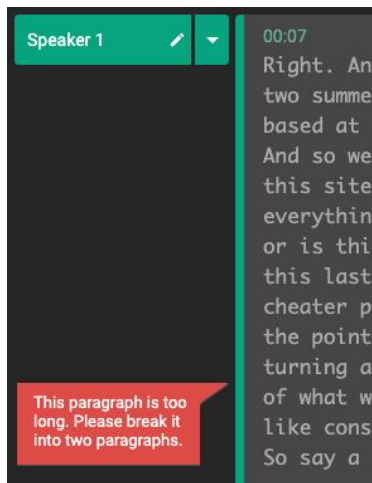 Speaker 1
00:07
Right. An
two summe
based at
And so we
this site
everythin
or is thi
this last
cheater p
the point
turning a
of what w
like cons
So say a
This paragraph is too
long. Please break it
into two paragraphs.